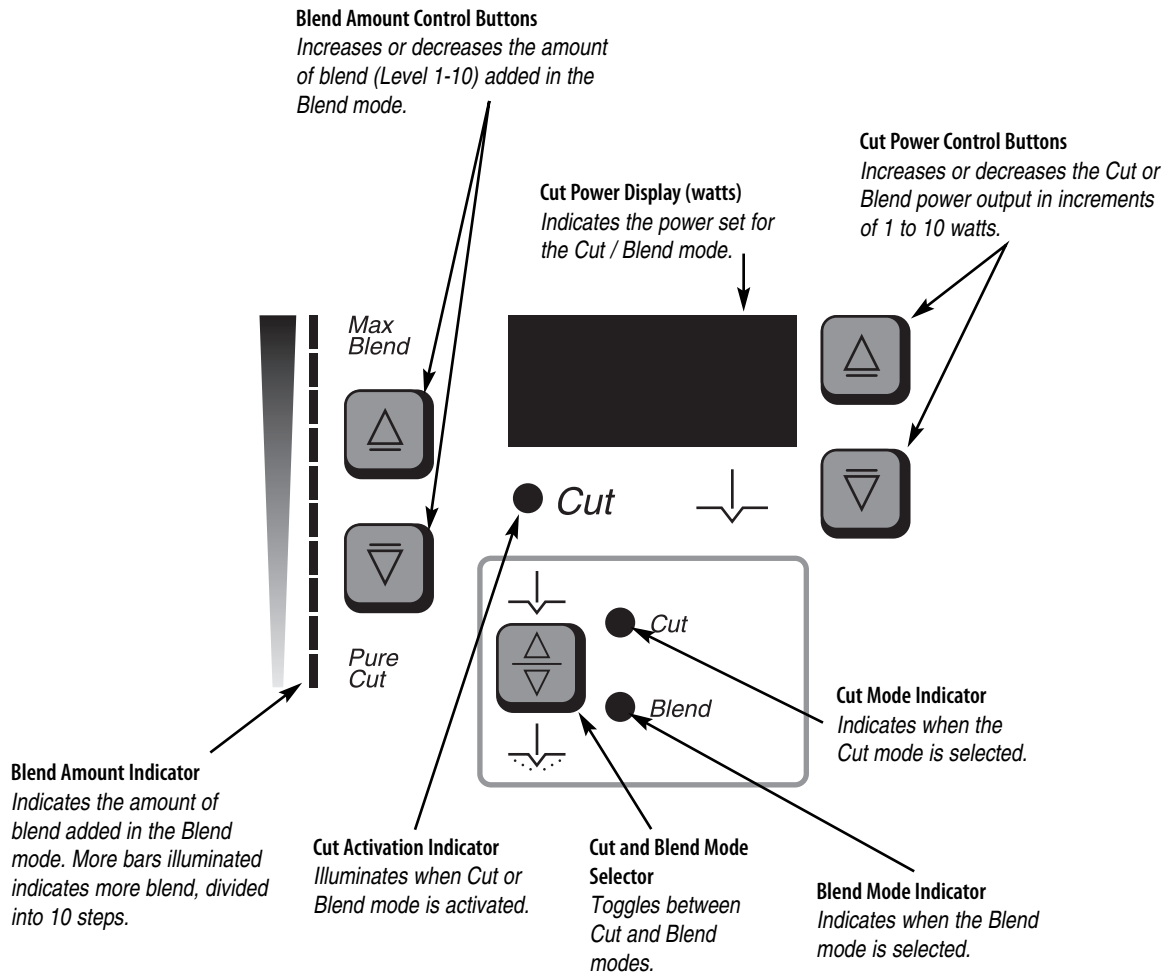 Blend Amount Control Buttons
Increases or decreases the amount
of blend (Level 1-10) added in the
Blend mode.
Cut Power Control Buttons
Increases or decreases the Cut or
Blend power output in increments
of 1 to 10 watts.
Cut Power Display (watts)
Indicates the power set for
the Cut / Blend mode.
Max
Blend
Cut
Pure
Cut
Cut
Blend
Cut Mode Indicator
Indicates when the
Cut mode is selected.
Blend Amount Indicator
Indicates the amount of
blend added in the Blend
mode. More bars illuminated
indicates more blend, divided
into 10 steps.
Cut Activation Indicator
Illuminates when Cut or
Blend mode is activated.
Cut and Blend Mode
Selector
Toggles between
Cut and Blend
modes.
Blend Mode Indicator
Indicates when the Blend
mode is selected.